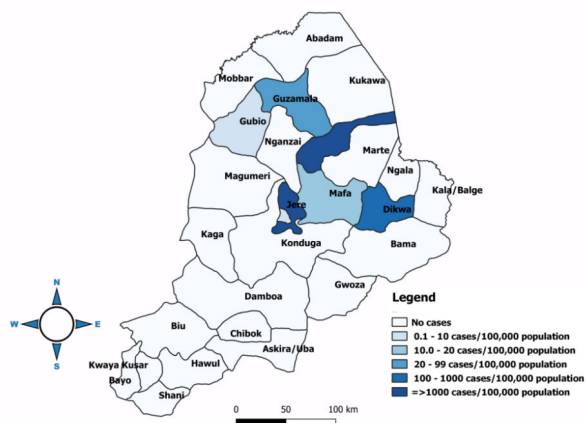 Abadam
Mobbar
Kukawa
Guzamala
Gubio
Nganzai
Marte
Ngala
Magumeri
Mafa
Kala/Balge
Jere
Dikwa
Kaga
Konduga
Bama
Gwoza
Damboa
Biu
Chibok
Askira/Uba
Kwaya Kusar
Hawul
Bayo
Shani
N
W
E
S
Legend
No cases
0.1 - 10 cases/100,000 population
10.0 - 20 cases/100,000 population
20 - 99 cases/100,000 population
100 - 1000 cases/100,000 population
=>1000 cases/100,000 population
0 50 100 km